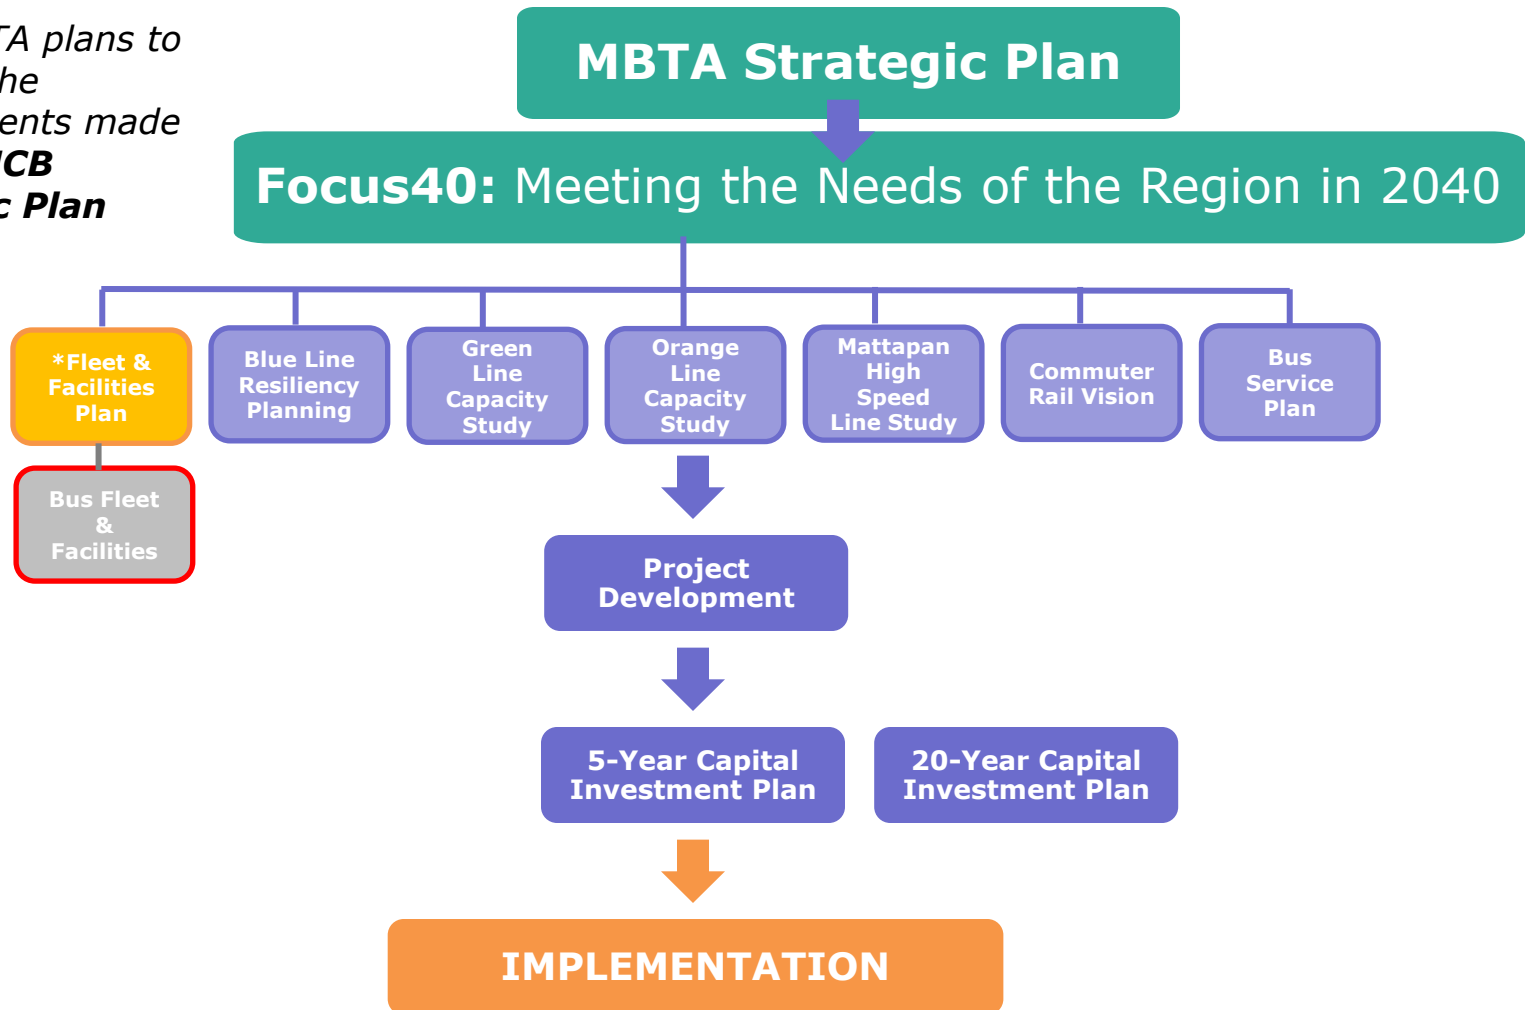 TA plans to
he
ents made
CB
c Plan
MBTA Strategic Plan
Focus40: Meeting the Needs of the Region in 2040
*Fleet &
Facilities
Plan
Blue Line
Resiliency
Planning
Green
Line
Capacity
Study
Orange
Line
Capacity
Study
Mattapan
High
Speed
Line Study
Commuter
Rail Vision
Bus
Service
Plan
Bus Fleet
&
Facilities
Project
Development
5-Year Capital
Investment Plan
20-Year Capital
Investment Plan
IMPLEMENTATION